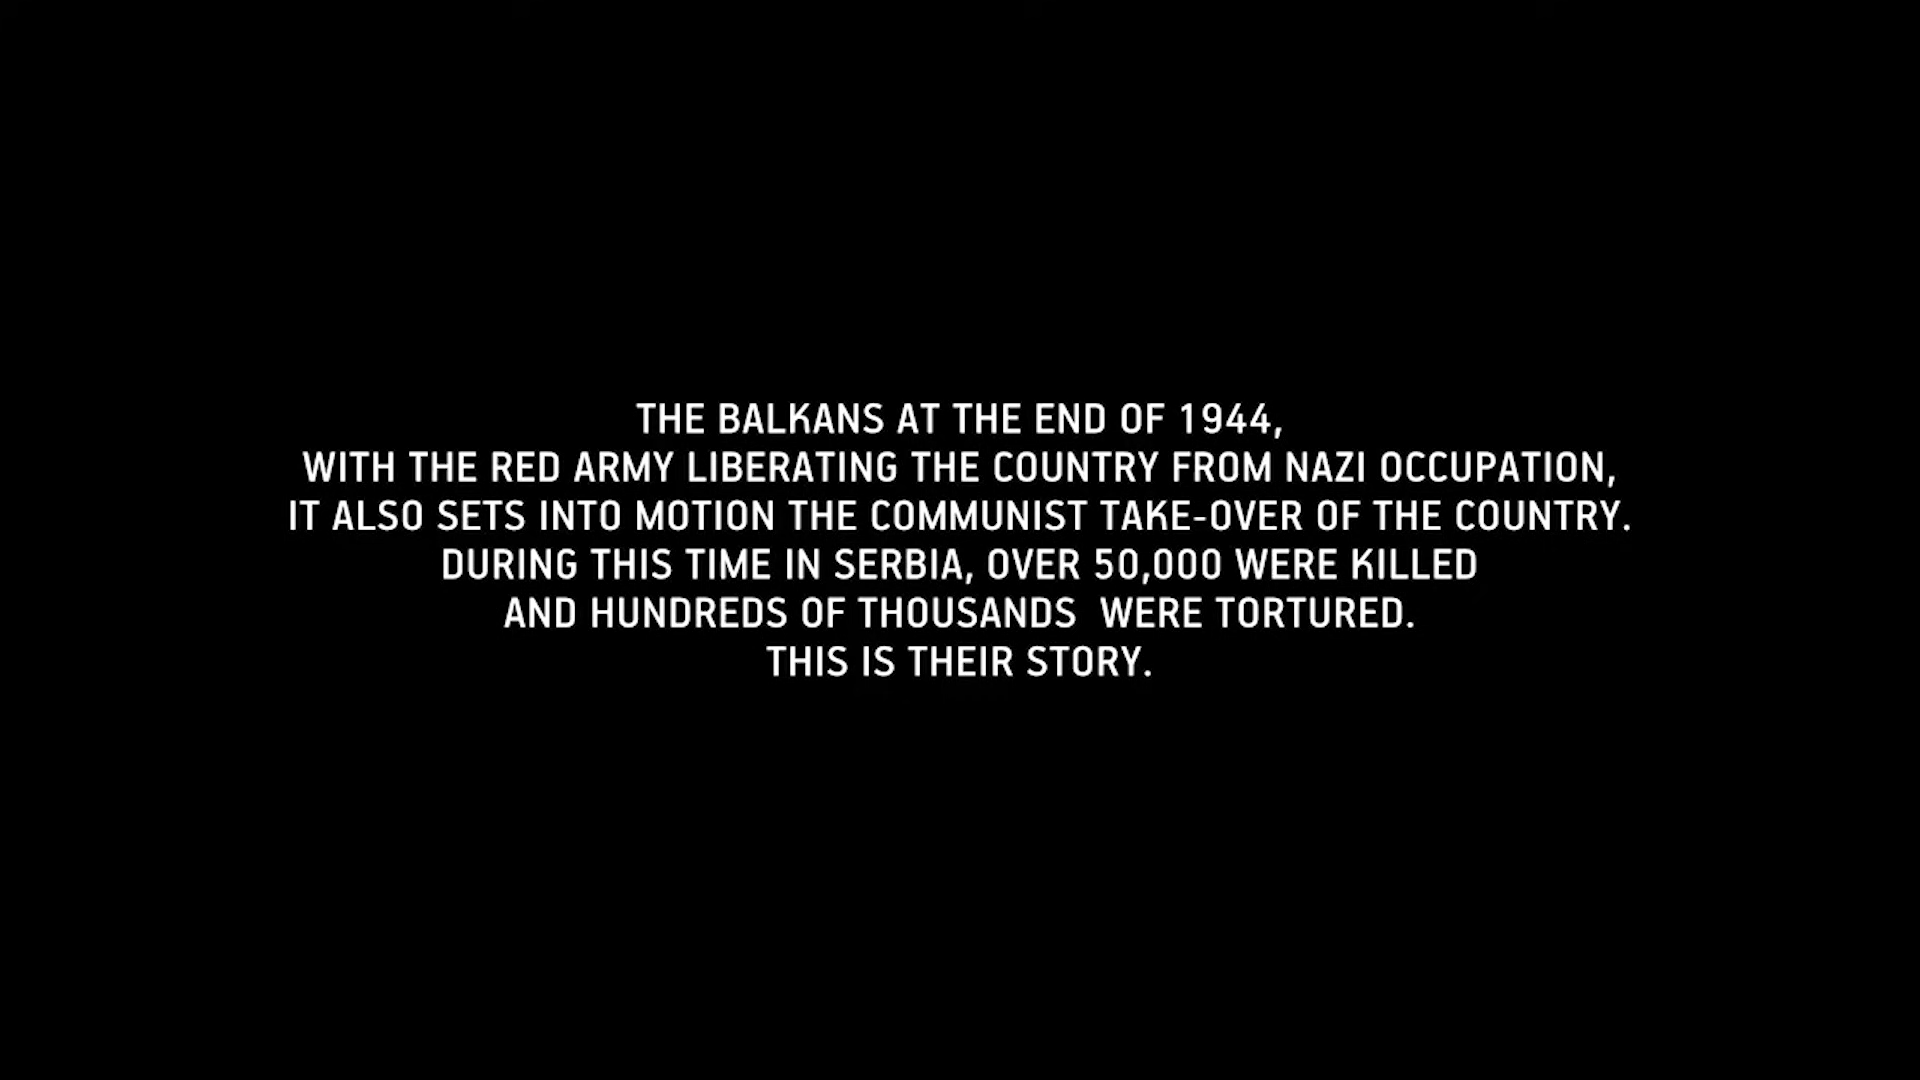 THE BALKANS AT THE END OF 1944,
WITH THE RED ARMY LIBERATING THE COUNTRY FROM NAZI OCCUPATION,
IT ALSO SETS INTO MOTION THE COMMUNIST TAKE-OVER OF THE COUNTRY.
DURING THIS TIME IN SERBIA, OVER 50,000 WERE KILLED
AND HUNDREDS OF THOUSANDS  WERE TORTURED.
THIS IS THEIR STORY.